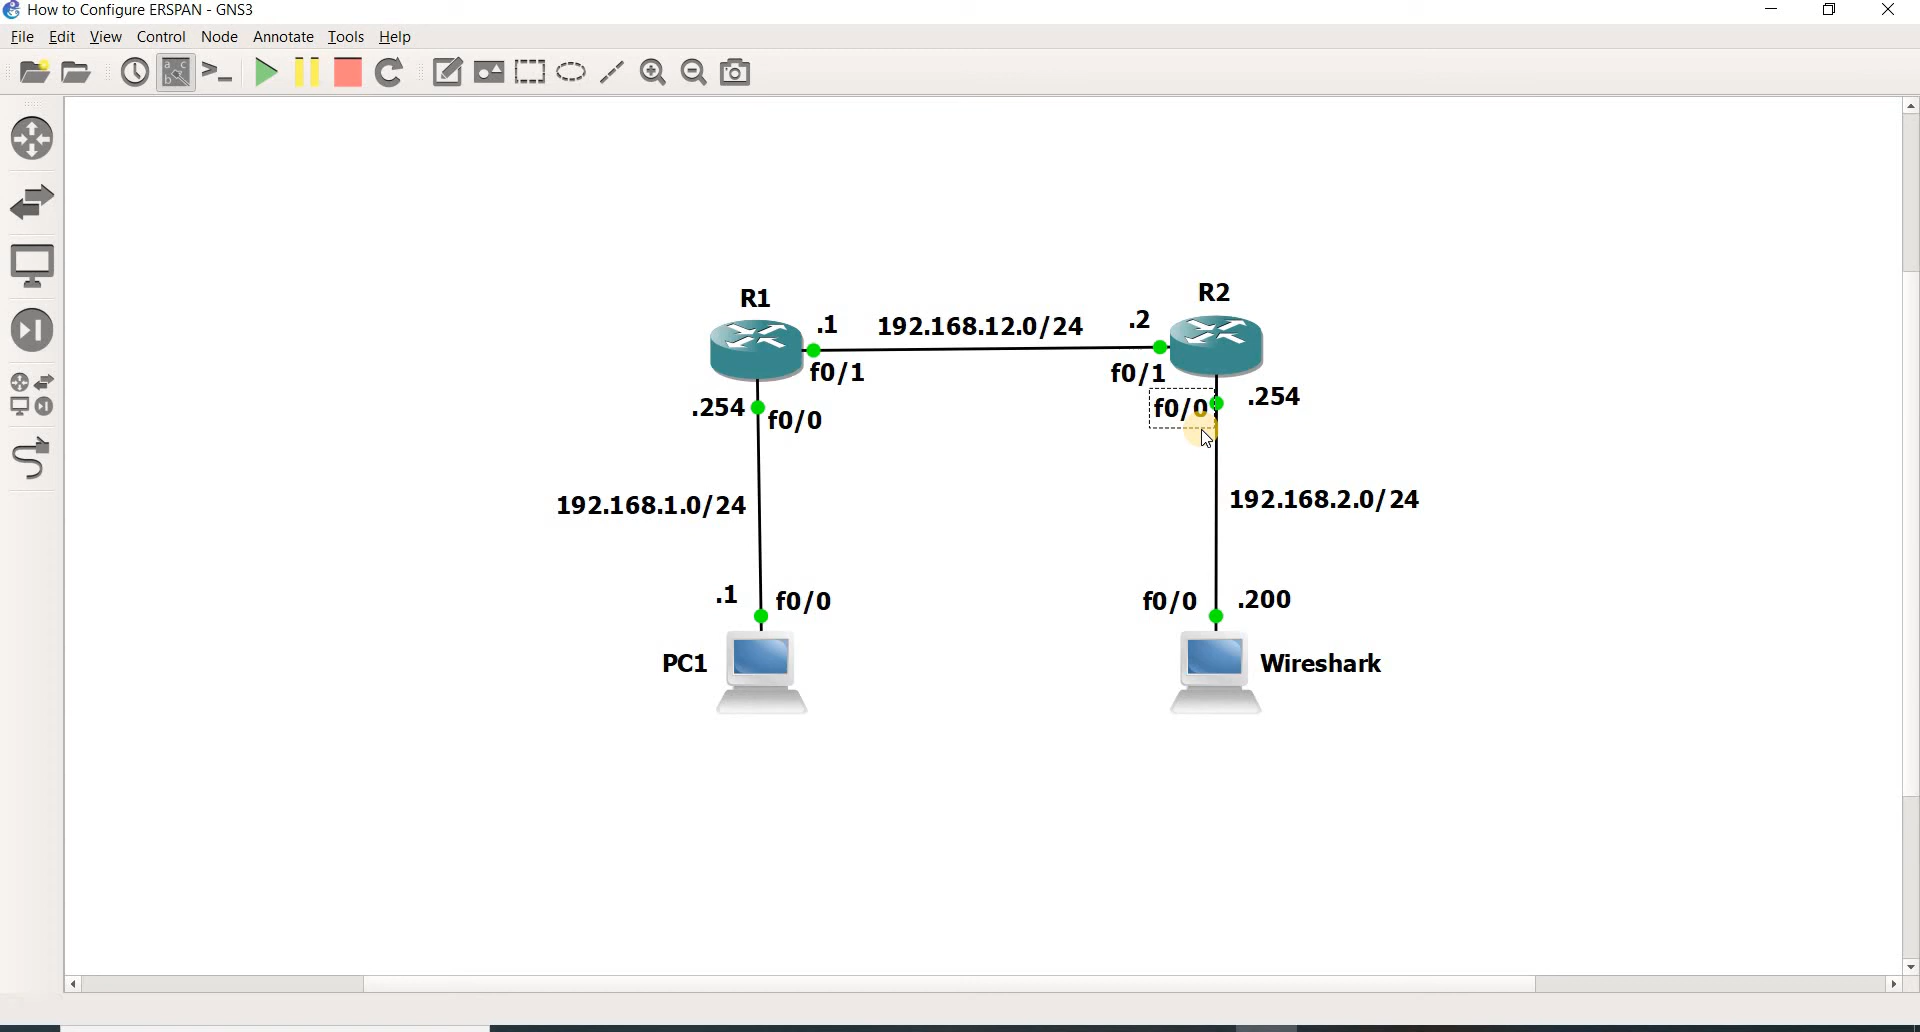 How to Configure ERSPAN - GNS3
File Edit View Control Node Annotate Tools Help
R1
R2
.1 192.168.12.0/24 .2
f0/1 f0/1
.254 f0/0 f0/0 .254
192.168.1.0/24 192.168.2.0/24
.1 f0/0 f0/0 .200
PC1 Wireshark